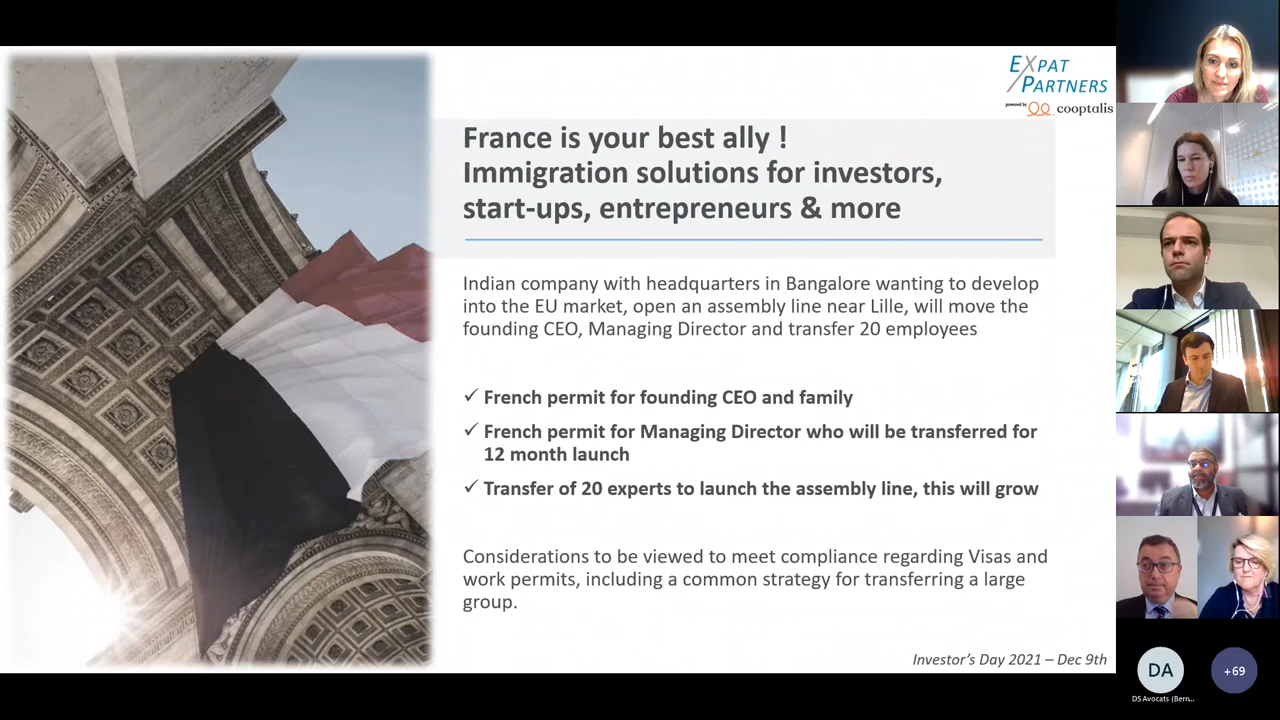 EXPAT
PARTNERS
powered by cooptalis
France is your best ally !
Immigration solutions for investors,
start-ups, entrepreneurs & more
Indian company with headquarters in Bangalore wanting to develop
into the EU market, open an assembly line near Lille, will move the
founding CEO, Managing Director and transfer 20 employees
✓ French permit for founding CEO and family
✓ French permit for Managing Director who will be transferred for
12 month launch
✓ Transfer of 20 experts to launch the assembly line, this will grow
Considerations to be viewed to meet compliance regarding Visas and
work permits, including a common strategy for transferring a large
group.
Investor's Day 2021 – Dec 9th
DA
DS Avocats (Bern...
+69